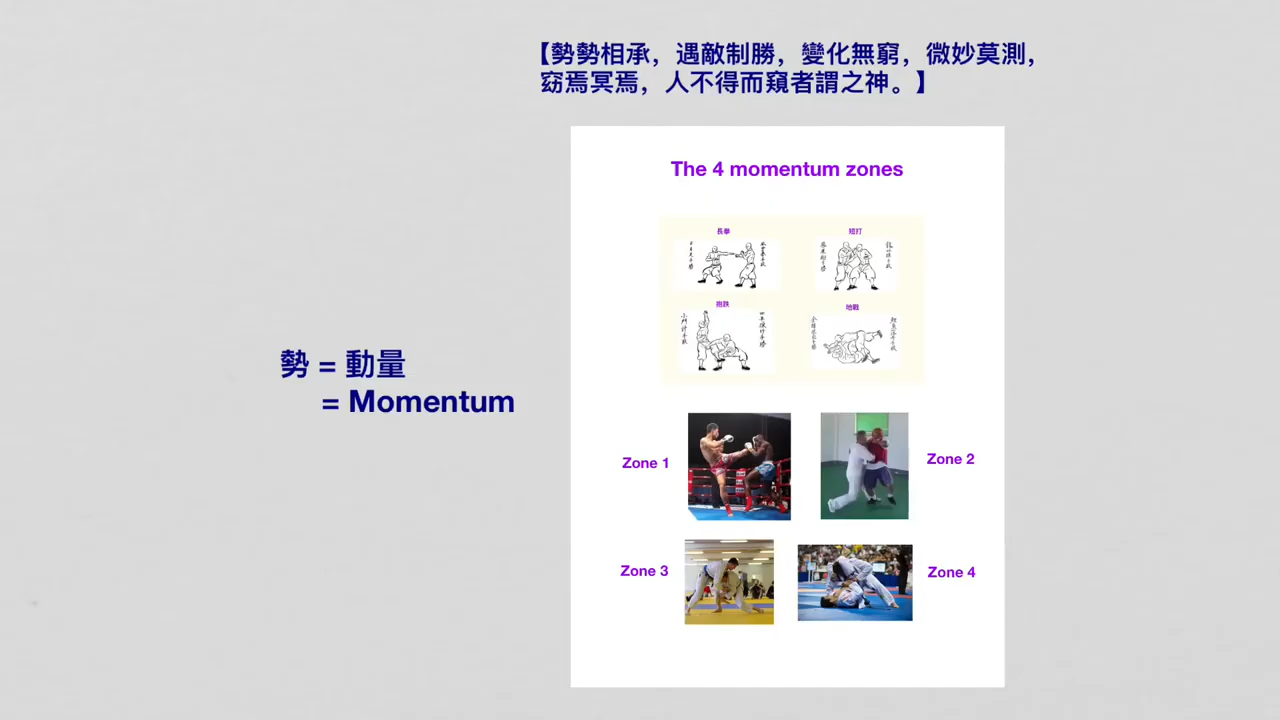 【勢勢相承，遇敵制勝，變化無窮，微妙莫測，
窈焉冥焉，人不得而窺者謂之神。】
The 4 momentum zones
長拳
短打
抱跌
地戰
勢 = 動量
= Momentum
Zone 1
Zone 2
Zone 3
Zone 4